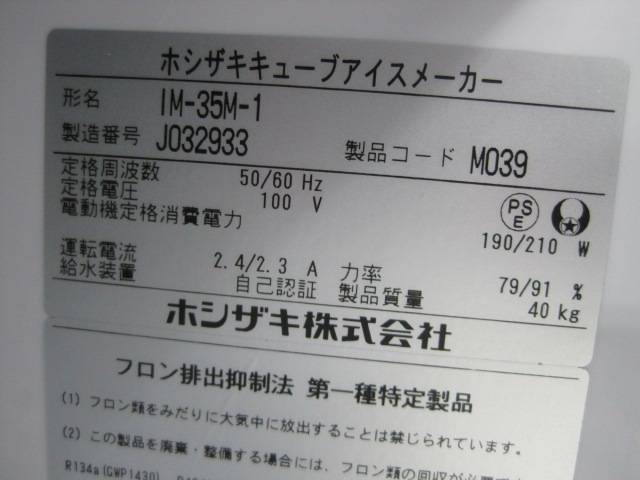 ホシザキキューブアイスメーカー
形名 IM-35M-1
製造番号 J032933 製品コード M039
定格周波数 50/60 Hz
定格電圧 100 V
電動機定格消費電力 190/210 W
PSE
運転電流 2.4/2.3 A 力率 79/91 %
給水装置 自己認証 製品質量 40 kg
ホシザキ株式会社
フロン排出抑制法 第一種特定製品
(1) フロン類をみだりに大気中に放出することは禁じられています。
(2) この製品を廃棄・整備する場合には、フロン類の回収が必要で
R134a(GWP1430)